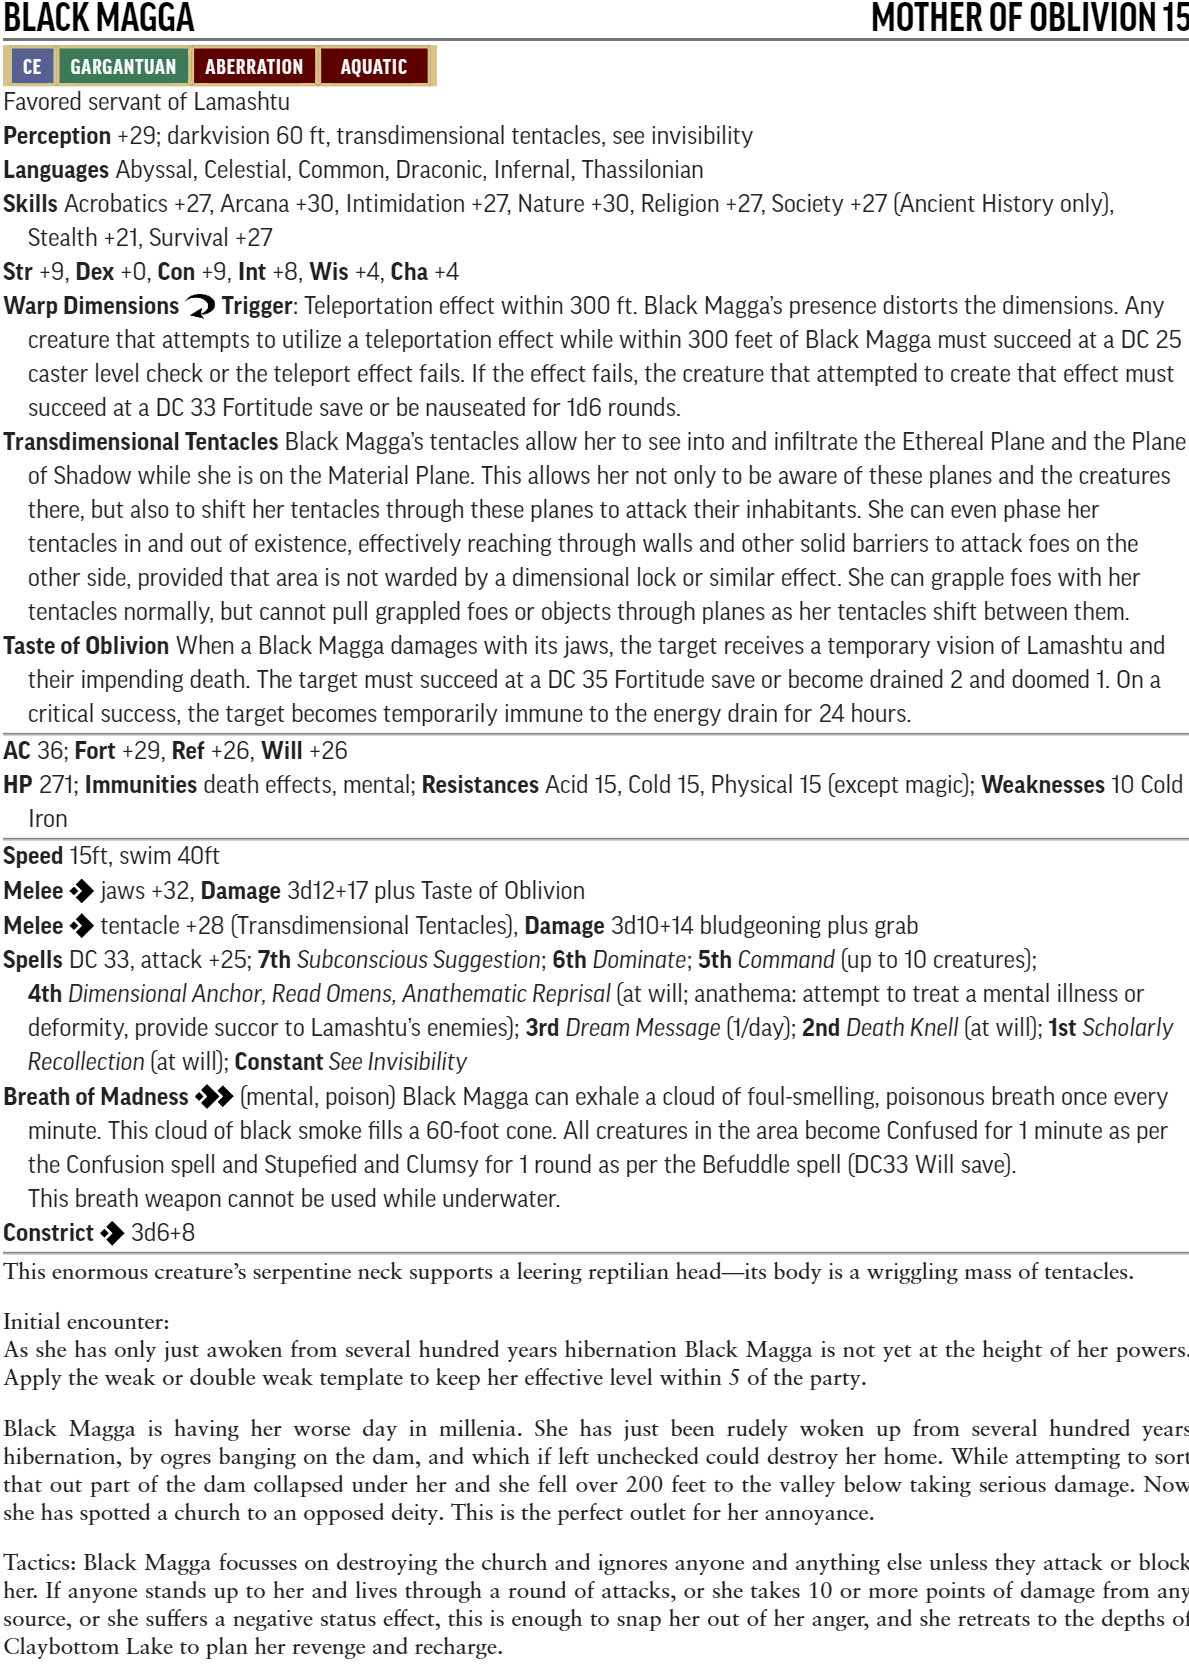 BLACK MAGGA MOTHER OF OBLIVION 15
CE GARGANTUAN ABERRATION AQUATIC
Favored servant of Lamashtu
Perception +29; darkvision 60 ft, transdimensional tentacles, see invisibility
Languages Abyssal, Celestial, Common, Draconic, Infernal, Thassilonian
Skills Acrobatics +27, Arcana +30, Intimidation +27, Nature +30, Religion +27, Society +27 (Ancient History only),
Stealth +21, Survival +27
Str +9, Dex +0, Con +9, Int +8, Wis +4, Cha +4
Warp Dimensions Trigger: Teleportation effect within 300 ft. Black Magga's presence distorts the dimensions. Any
creature that attempts to utilize a teleportation effect while within 300 feet of Black Magga must succeed at a DC 25
caster level check or the teleport effect fails. If the effect fails, the creature that attempted to create that effect must
succeed at a DC 33 Fortitude save or be nauseated for 1d6 rounds.
Transdimensional Tentacles Black Magga's tentacles allow her to see into and infiltrate the Ethereal Plane and the Plane
of Shadow while she is on the Material Plane. This allows her not only to be aware of these planes and the creatures
there, but also to shift her tentacles through these planes to attack their inhabitants. She can even phase her
tentacles in and out of existence, effectively reaching through walls and other solid barriers to attack foes on the
other side, provided that area is not warded by a dimensional lock or similar effect. She can grapple foes with her
tentacles normally, but cannot pull grappled foes or objects through planes as her tentacles shift between them.
Taste of Oblivion When a Black Magga damages with its jaws, the target receives a temporary vision of Lamashtu and
their impending death. The target must succeed at a DC 35 Fortitude save or become drained 2 and doomed 1. On a
critical success, the target becomes temporarily immune to the energy drain for 24 hours.
AC 36; Fort +29, Ref +26, Will +26
HP 271; Immunities death effects, mental; Resistances Acid 15, Cold 15, Physical 15 (except magic); Weaknesses 10 Cold
Iron
Speed 15ft, swim 40ft
Melee jaws +32, Damage 3d12+17 plus Taste of Oblivion
Melee tentacle +28 (Transdimensional Tentacles), Damage 3d10+14 bludgeoning plus grab
Spells DC 33, attack +25; 7th Subconscious Suggestion; 6th Dominate; 5th Command (up to 10 creatures);
4th Dimensional Anchor, Read Omens, Anathematic Reprisal (at will; anathema: attempt to treat a mental illness or
deformity, provide succor to Lamashtu's enemies); 3rd Dream Message (1/day); 2nd Death Knell (at will); 1st Scholarly
Recollection (at will); Constant See Invisibility
Breath of Madness (mental, poison) Black Magga can exhale a cloud of foul-smelling, poisonous breath once every
minute. This cloud of black smoke fills a 60-foot cone. All creatures in the area become Confused for 1 minute as per
the Confusion spell and Stupefied and Clumsy for 1 round as per the Befuddle spell (DC33 Will save).
This breath weapon cannot be used while underwater.
Constrict 3d6+8
This enormous creature's serpentine neck supports a leering reptilian head—its body is a wriggling mass of tentacles.
Initial encounter:
As she has only just awoken from several hundred years hibernation Black Magga is not yet at the height of her powers.
Apply the weak or double weak template to keep her effective level within 5 of the party.
Black Magga is having her worse day in millenia. She has just been rudely woken up from several hundred years
hibernation, by ogres banging on the dam, and which if left unchecked could destroy her home. While attempting to sort
that out part of the dam collapsed under her and she fell over 200 feet to the valley below taking serious damage. Now
she has spotted a church to an opposed deity. This is the perfect outlet for her annoyance.
Tactics: Black Magga focusses on destroying the church and ignores anyone and anything else unless they attack or block
her. If anyone stands up to her and lives through a round of attacks, or she takes 10 or more points of damage from any
source, or she suffers a negative status effect, this is enough to snap her out of her anger, and she retreats to the depths of
Claybottom Lake to plan her revenge and recharge.